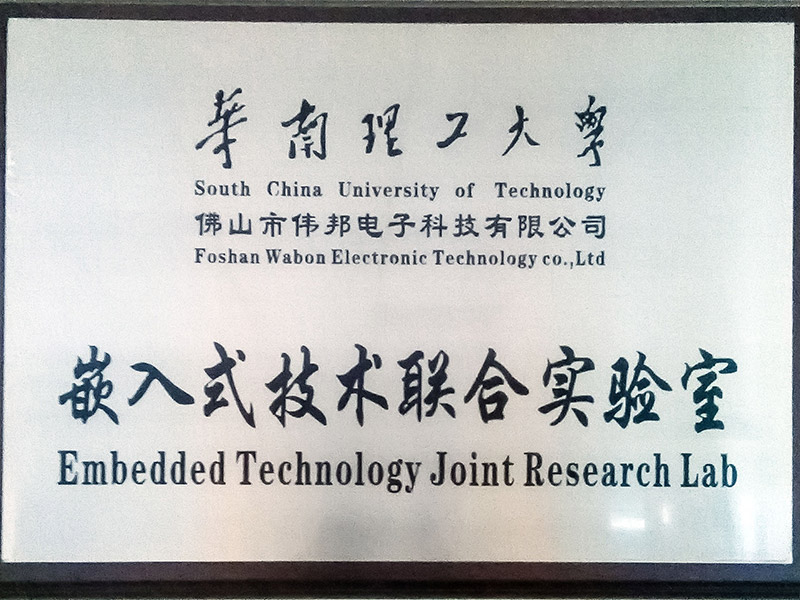 華南理工大學
South China University of Technology
佛山市伟邦电子科技有限公司
Foshan Wabon Electronic Technology co.,Ltd
嵌入式技术联合实验室
Embedded Technology Joint Research Lab